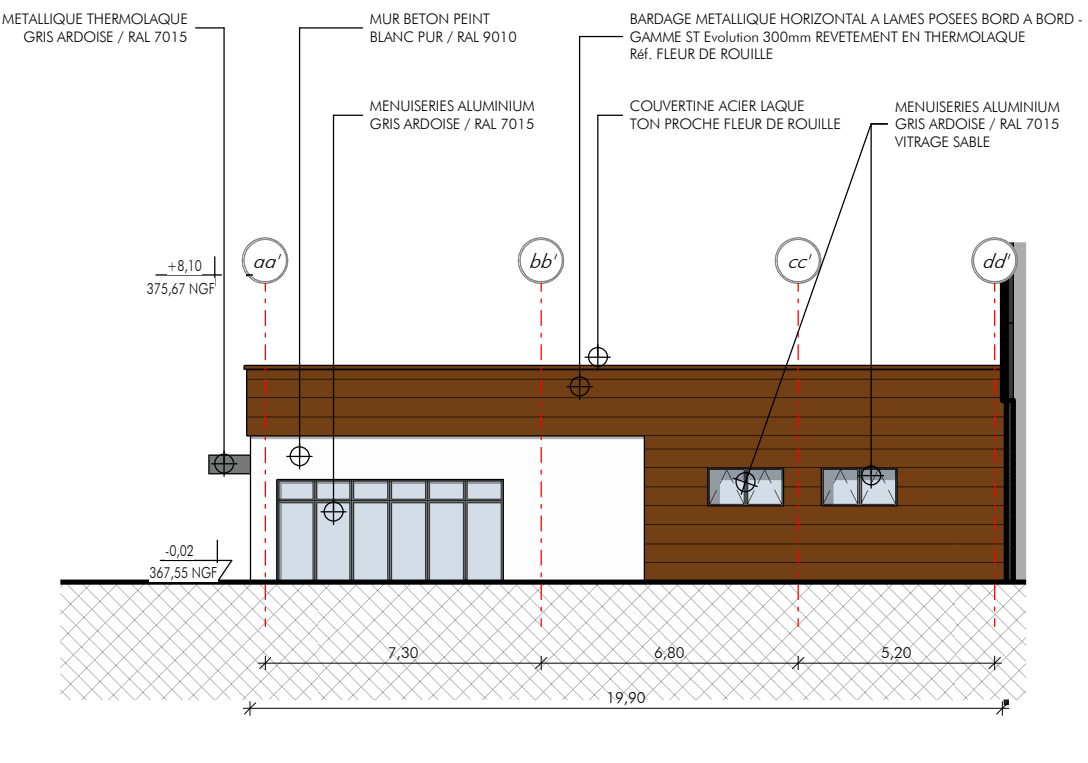 METALLIQUE THERMOLAQUE
GRIS ARDOISE / RAL 7015
MUR BETON PEINT
BLANC PUR / RAL 9010
BARDAGE METALLIQUE HORIZONTAL A LAMES POSEES BORD A BORD -
GAMME ST Evolution 300mm REVETEMENT EN THERMOLAQUE
Réf. FLEUR DE ROUILLE
MENUISERIES ALUMINIUM
GRIS ARDOISE / RAL 7015
COUVERTINE ACIER LAQUE
TON PROCHE FLEUR DE ROUILLE
MENUISERIES ALUMINIUM
GRIS ARDOISE / RAL 7015
VITRAGE SABLE
aa'
bb'
cc'
dd'
+8,10
375,67 NGF
-0,02
367,55 NGF
7,30
6,80
5,20
19,90